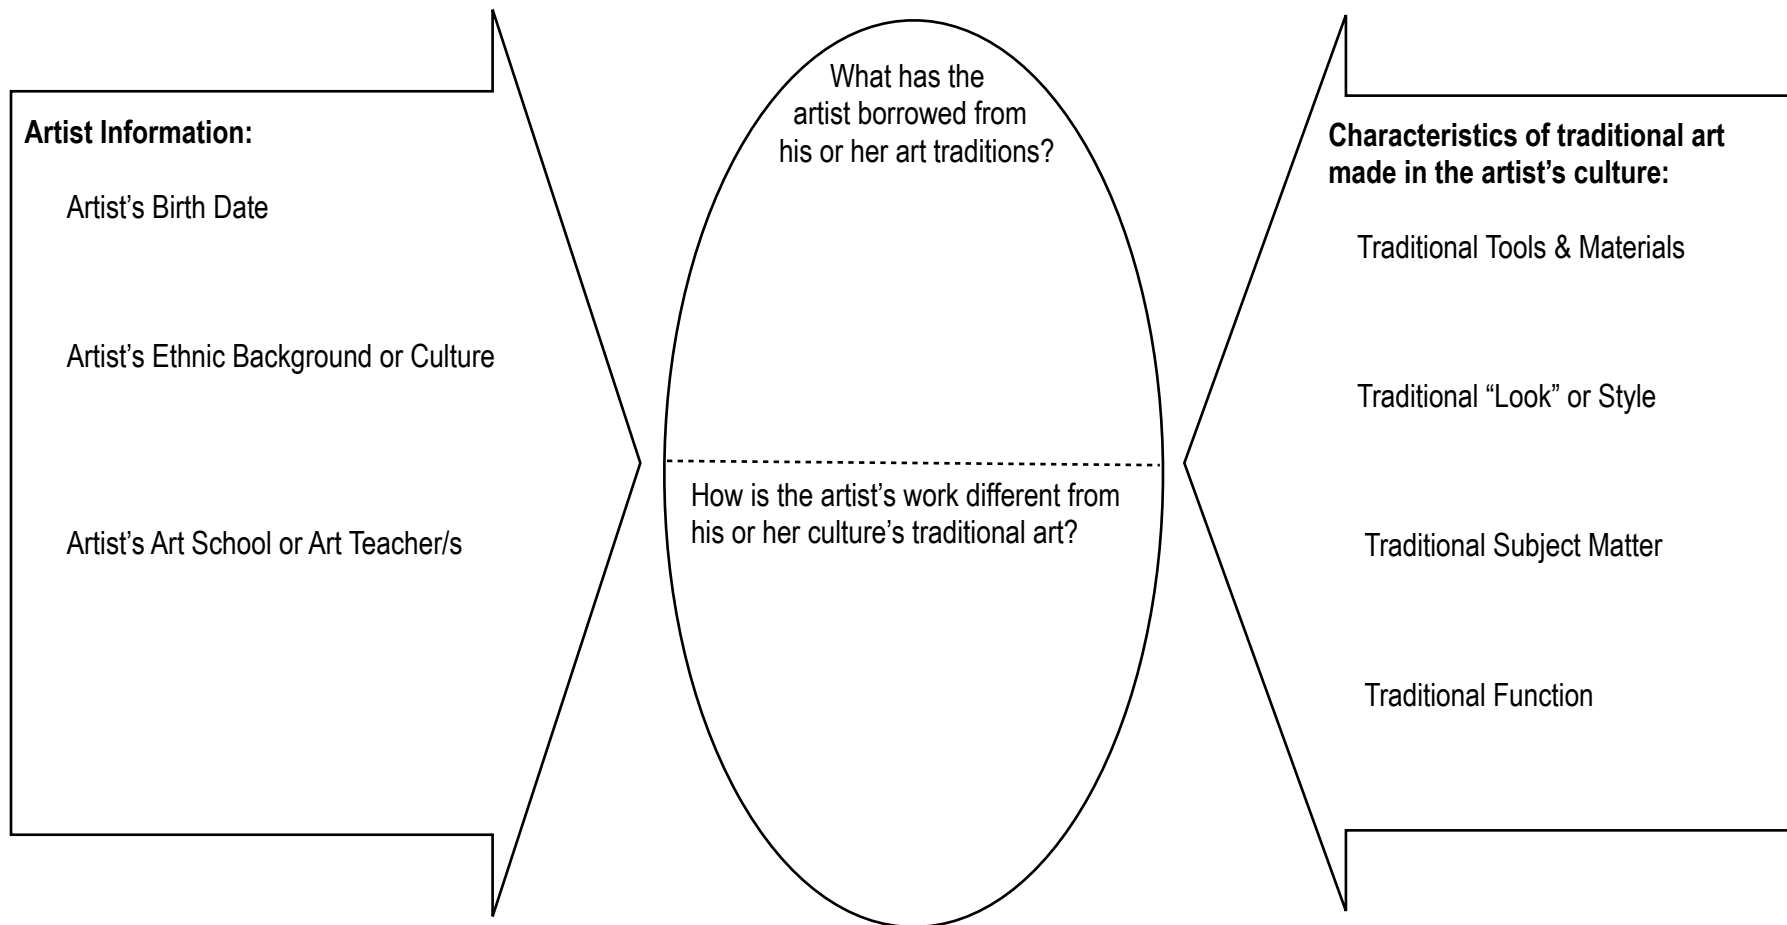 Artist Information:
Artist’s Birth Date
Artist’s Ethnic Background or Culture
Artist’s Art School or Art Teacher/s
What has the
artist borrowed from
his or her art traditions?
How is the artist’s work different from
his or her culture’s traditional art?
Characteristics of traditional art
made in the artist’s culture:
Traditional Tools & Materials
Traditional “Look” or Style
Traditional Subject Matter
Traditional Function